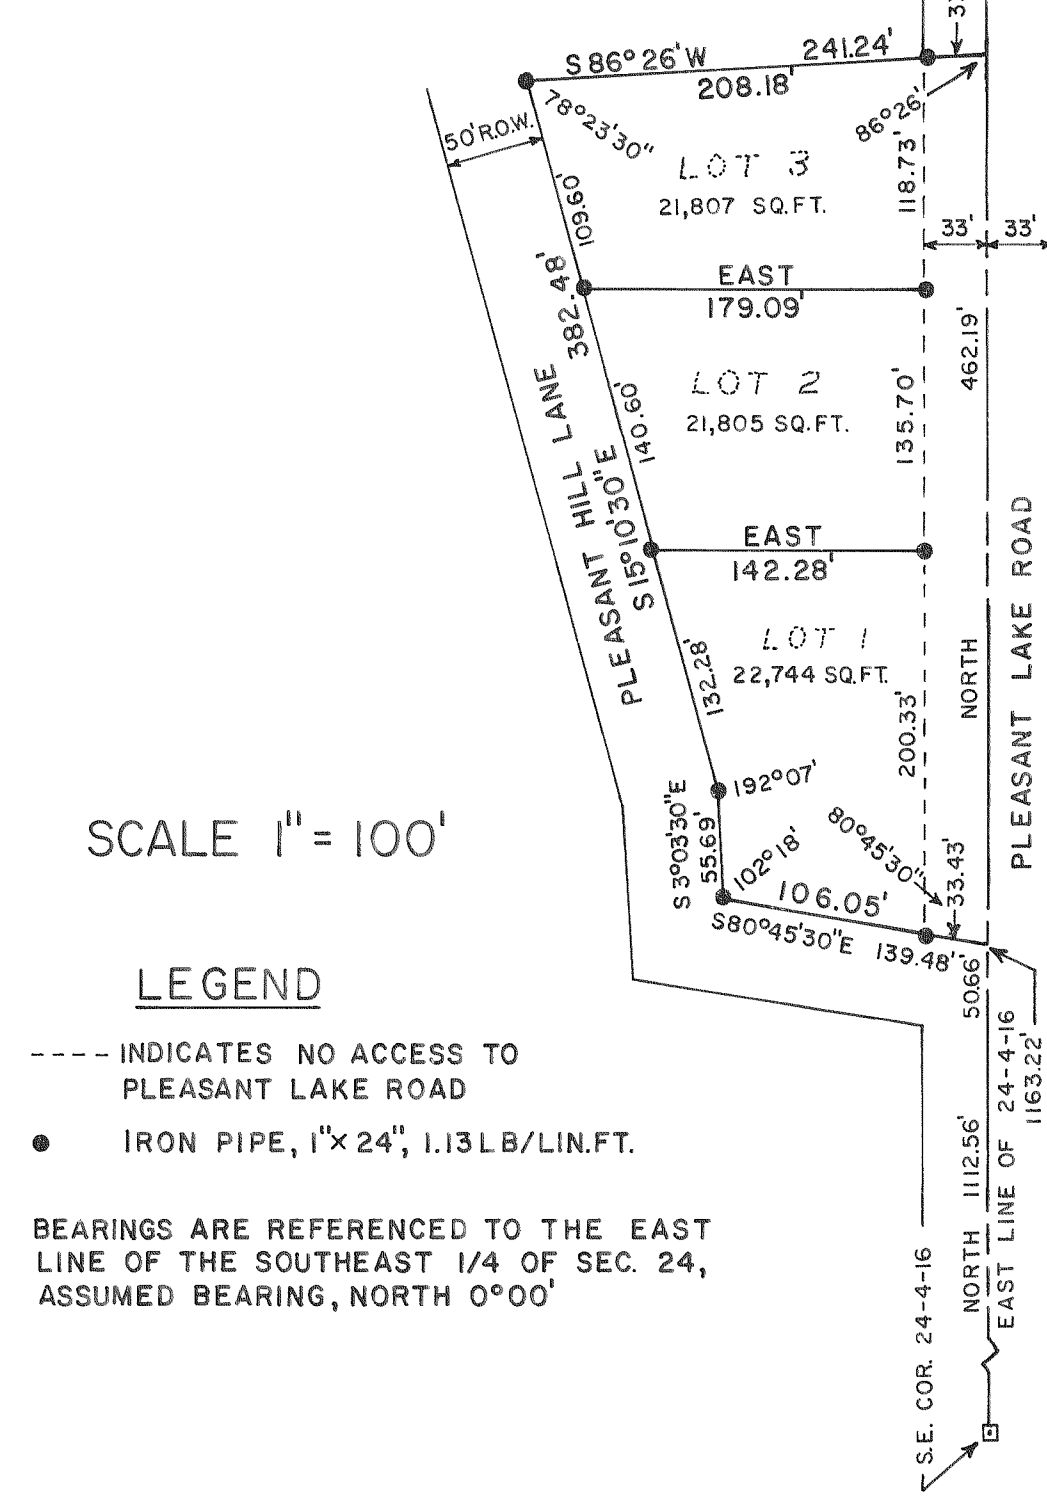 S 86° 26' W
241.24'
208.18'
78°23'30"
86°26'
50' R.O.W.
LOT 3
21,807 SQ.FT.
109.60'
118.73'
33'
33'
EAST
179.09'
382.48'
462.19'
PLEASANT HILL LANE
S 15°10'30" E
LOT 2
21,805 SQ.FT.
140.60'
135.70'
EAST
142.28'
LOT 1
22,744 SQ.FT.
132.28'
200.33'
NORTH
PLEASANT LAKE ROAD
192°07'
S 3°03'30" E
55.69'
102°18'
80°45'30"
33.43'
106.05'
S80°45'30"E
139.48'
50.66'
SCALE 1" = 100'
LEGEND
---- INDICATES NO ACCESS TO
PLEASANT LAKE ROAD
● IRON PIPE, 1" x 24", 1.13 LB/LIN.FT.
BEARINGS ARE REFERENCED TO THE EAST
LINE OF THE SOUTHEAST 1/4 OF SEC. 24,
ASSUMED BEARING, NORTH 0°00'
NORTH 1112.56'
EAST LINE OF 24-4-16
1163.22'
S.E. COR. 24-4-16